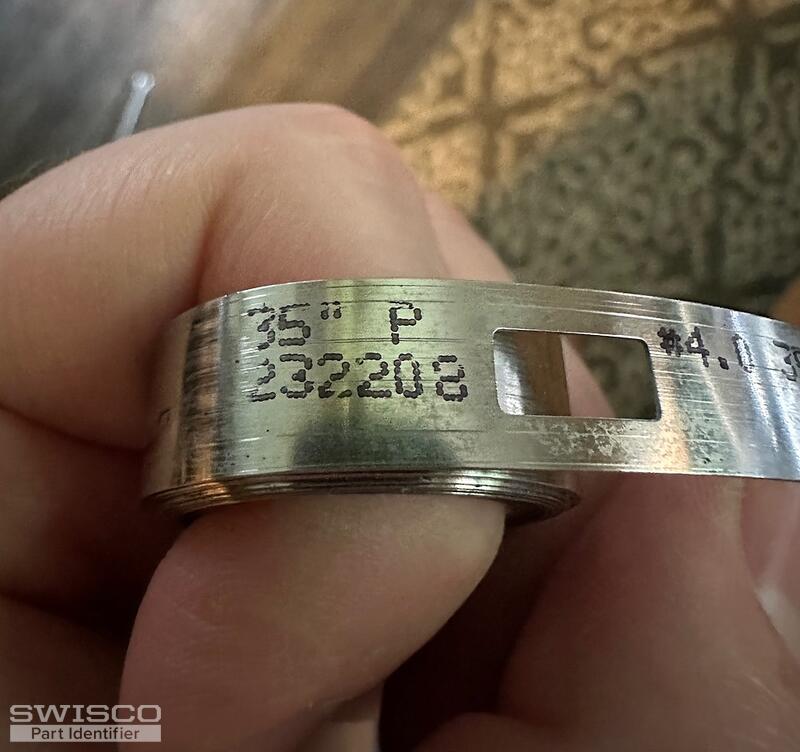 35" P
232208
#4.0
SWISCO
Part Identifier